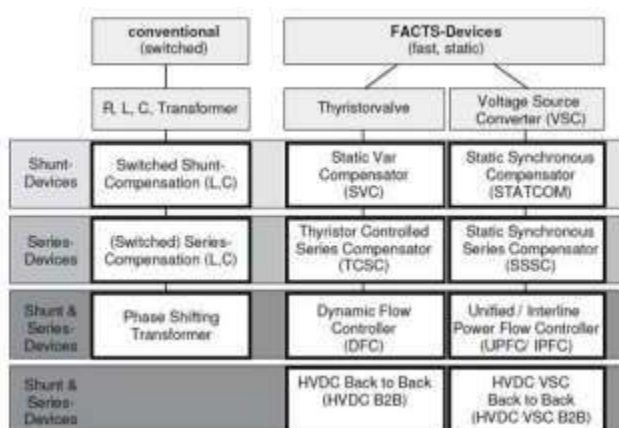 conventional
(switched)
FACTS-Devices
(fast, static)
R, L, C, Transformer
Thyristorvalve
Voltage Source
Converter (VSC)
Shunt-
Devices
Switched Shunt-
Compensation (L,C)
Static Var
Compensator
(SVC)
Static Synchronous
Compensator
(STATCOM)
Series-
Devices
(Switched) Series-
Compensation (L,C)
Thyristor Controlled
Series Compensator
(TCSC)
Static Synchronous
Series Compensator
(SSSC)
Shunt &
Series-
Devices
Phase Shifting
Transformer
Dynamic Flow
Controller
(DFC)
Unified / Interline
Power Flow Controller
(UPFC/ IPFC)
Shunt &
Series-
Devices
HVDC Back to Back
(HVDC B2B)
HVDC VSC
Back to Back
(HVDC VSC B2B)